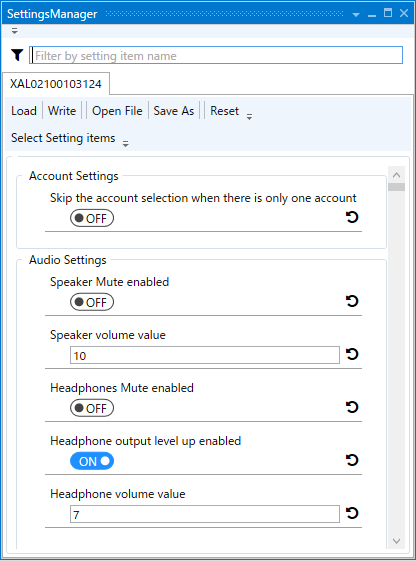 SettingsManager
Filter by setting item name
XAL02100103124
Load Write Open File Save As Reset
Select Setting items
Account Settings
Skip the account selection when there is only one account
OFF
Audio Settings
Speaker Mute enabled
OFF
Speaker volume value
10
Headphones Mute enabled
OFF
Headphone output level up enabled
ON
Headphone volume value
7